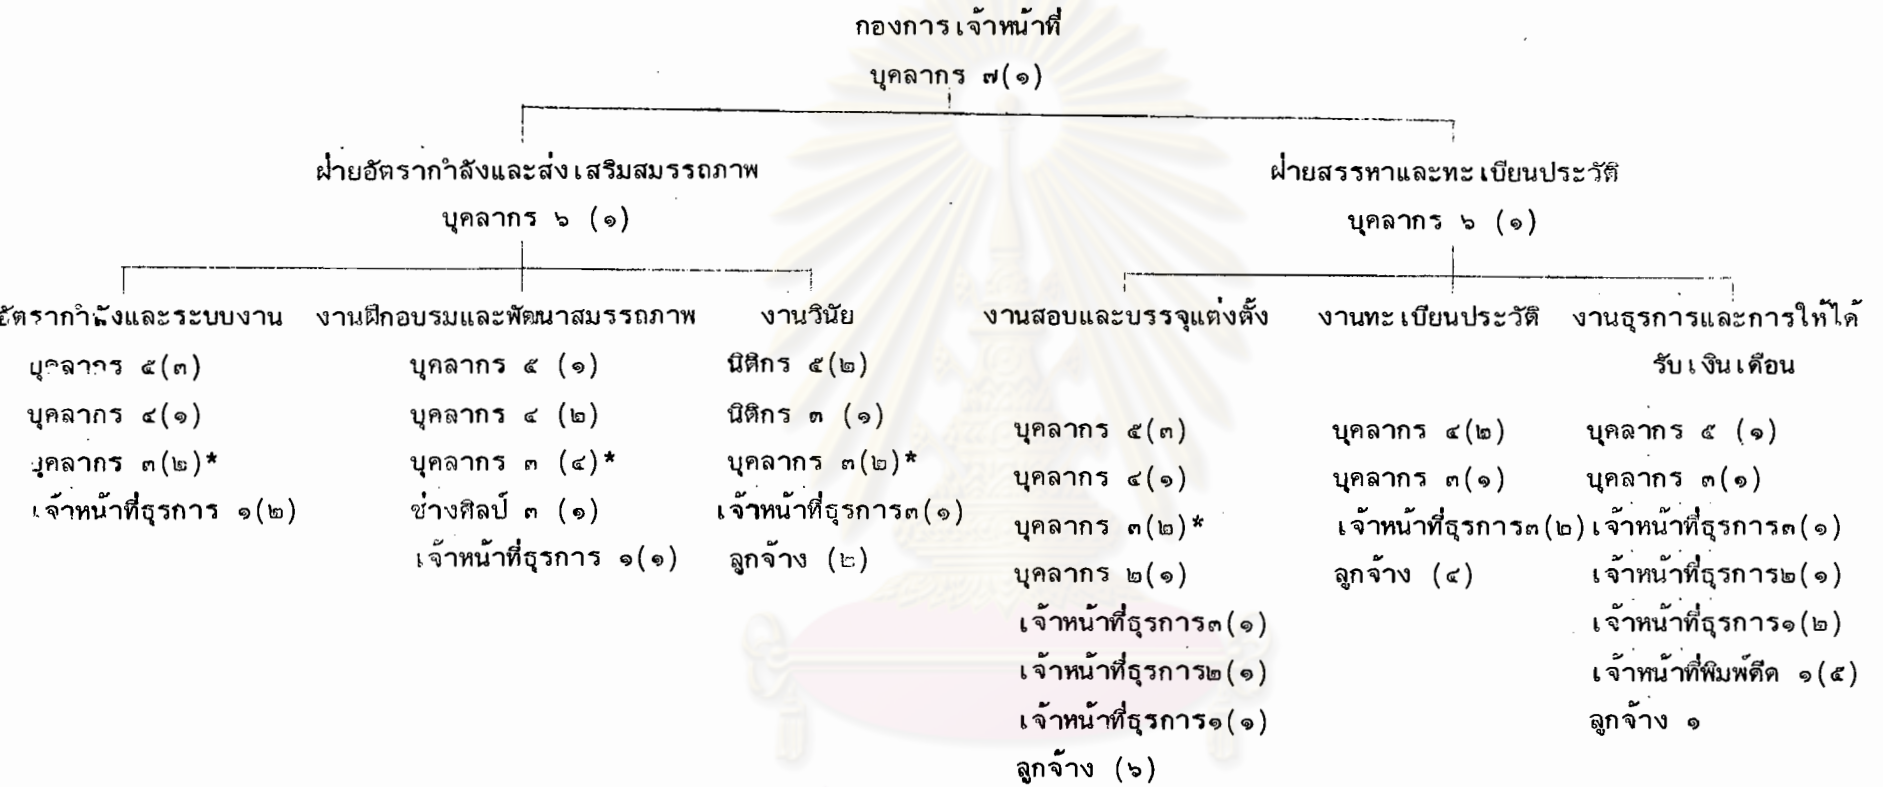 กองการเจ้าหน้าที่
บุคลากร ๗(๑)
ฝ่ายอัตรากำลังและส่งเสริมสมรรถภาพ
บุคลากร ๖ (๑)
อัตรากำลังและระบบงาน
บุคลากร ๕(๓)
บุคลากร ๔(๑)
บุคลากร ๓(๒)*
เจ้าหน้าที่ธุรการ ๑(๒)
งานฝึกอบรมและพัฒนาสมรรถภาพ
บุคลากร ๕ (๑)
บุคลากร ๔ (๒)
บุคลากร ๓ (๔)*
ช่างศิลป์ ๓ (๑)
เจ้าหน้าที่ธุรการ ๑(๑)
งานวินัย
นิติกร ๕(๒)
นิติกร ๓ (๑)
บุคลากร ๓(๒)*
เจ้าหน้าที่ธุรการ๓(๑)
ลูกจ้าง (๒)
ฝ่ายสรรหาและทะเบียนประวัติ
บุคลากร ๖ (๑)
งานสอบและบรรจุแต่งตั้ง
บุคลากร ๕(๓)
บุคลากร ๔(๑)
บุคลากร ๓(๒)*
บุคลากร ๒(๑)
เจ้าหน้าที่ธุรการ๓(๑)
เจ้าหน้าที่ธุรการ๒(๑)
เจ้าหน้าที่ธุรการ๑(๑)
ลูกจ้าง (๖)
งานทะเบียนประวัติ
บุคลากร ๔(๒)
บุคลากร ๓(๑)
เจ้าหน้าที่ธุรการ๓(๒)
ลูกจ้าง (๔)
งานธุรการและการให้ได้
รับเงินเดือน
บุคลากร ๕ (๑)
บุคลากร ๓(๑)
เจ้าหน้าที่ธุรการ๓(๑)
เจ้าหน้าที่ธุรการ๒(๑)
เจ้าหน้าที่ธุรการ๑(๒)
เจ้าหน้าที่พิมพ์ดีด ๑(๕)
ลูกจ้าง ๑